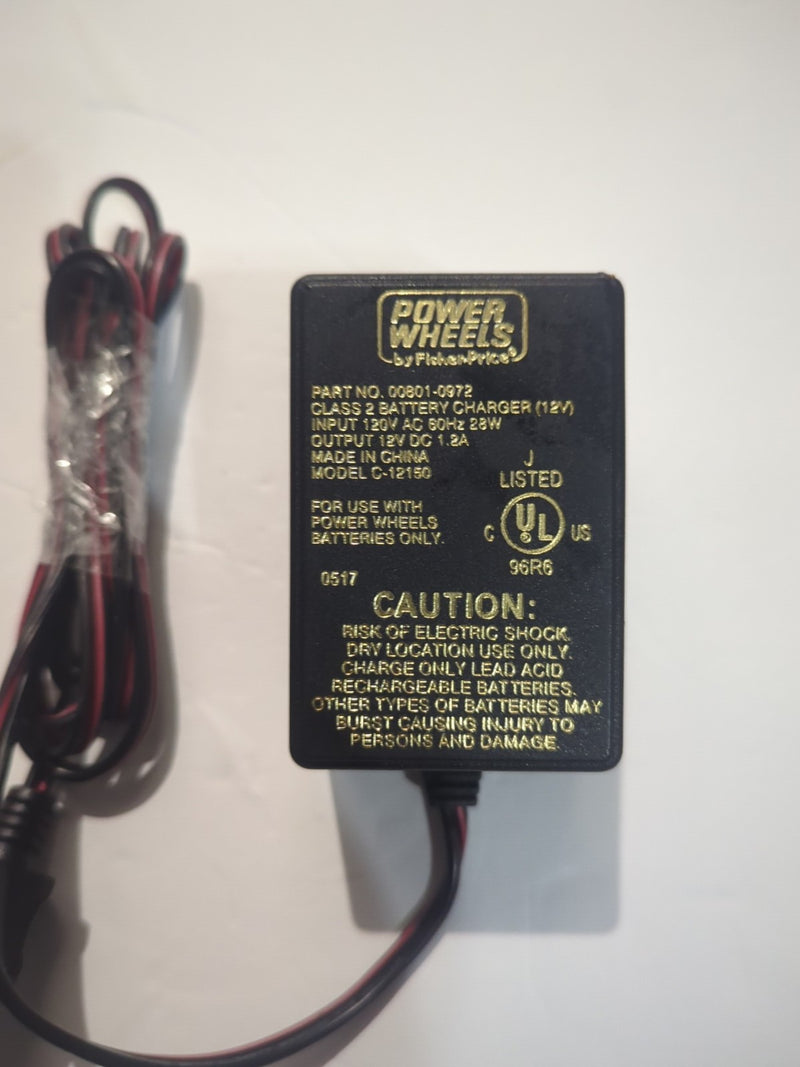 POWER
WHEELS
by Fisher-Price®
PART NO. 00801-0972
CLASS 2 BATTERY CHARGER (12V)
INPUT 120V AC 60Hz 28W
OUTPUT 12V DC 1.2A
MADE IN CHINA
MODEL C-12150
J
LISTED
C UL US
96R6
FOR USE WITH
POWER WHEELS
BATTERIES ONLY.
0517
CAUTION:
RISK OF ELECTRIC SHOCK.
DRY LOCATION USE ONLY.
CHARGE ONLY LEAD ACID
RECHARGEABLE BATTERIES.
OTHER TYPES OF BATTERIES MAY
BURST CAUSING INJURY TO
PERSONS AND DAMAGE.